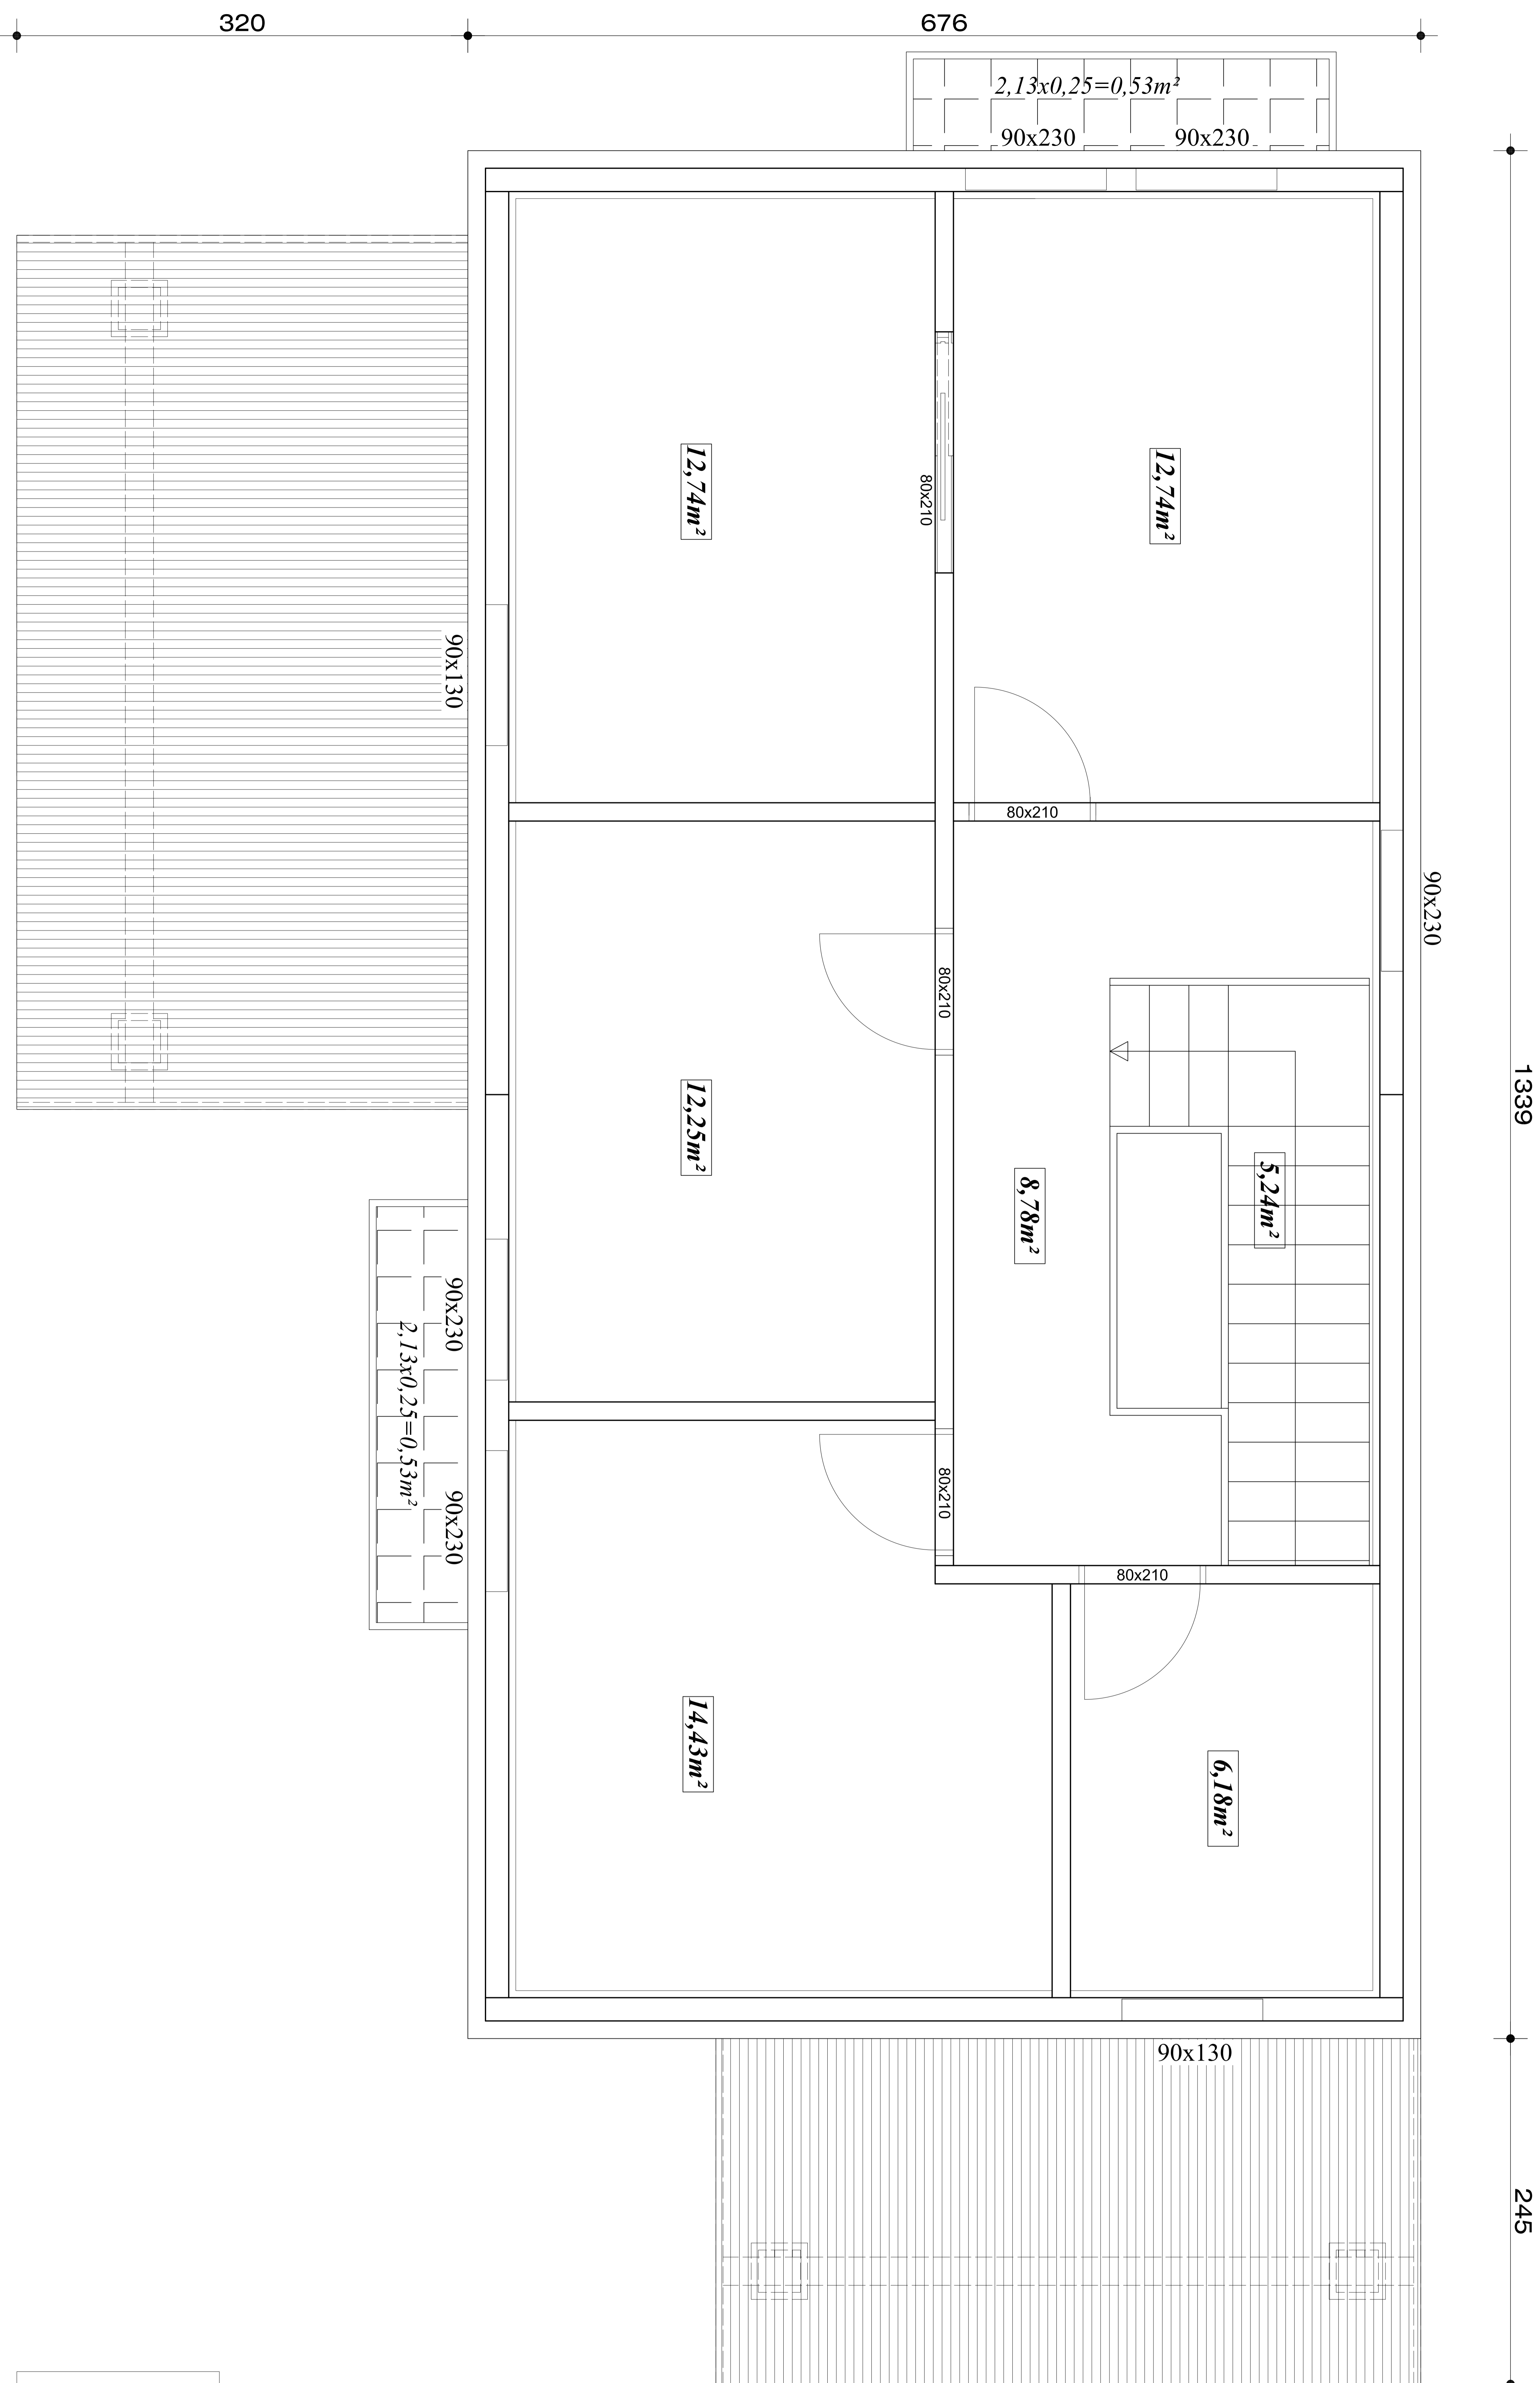 320
676
2,13x0,25=0,53m²
90x230
90x230
12,74m²
12,74m²
80x210
90x130
80x210
90x230
80x210
1339
12,25m²
8,78m²
5,24m²
90x230
2,13x0,25=0,53m²
90x230
80x210
80x210
14,43m²
6,18m²
90x130
245